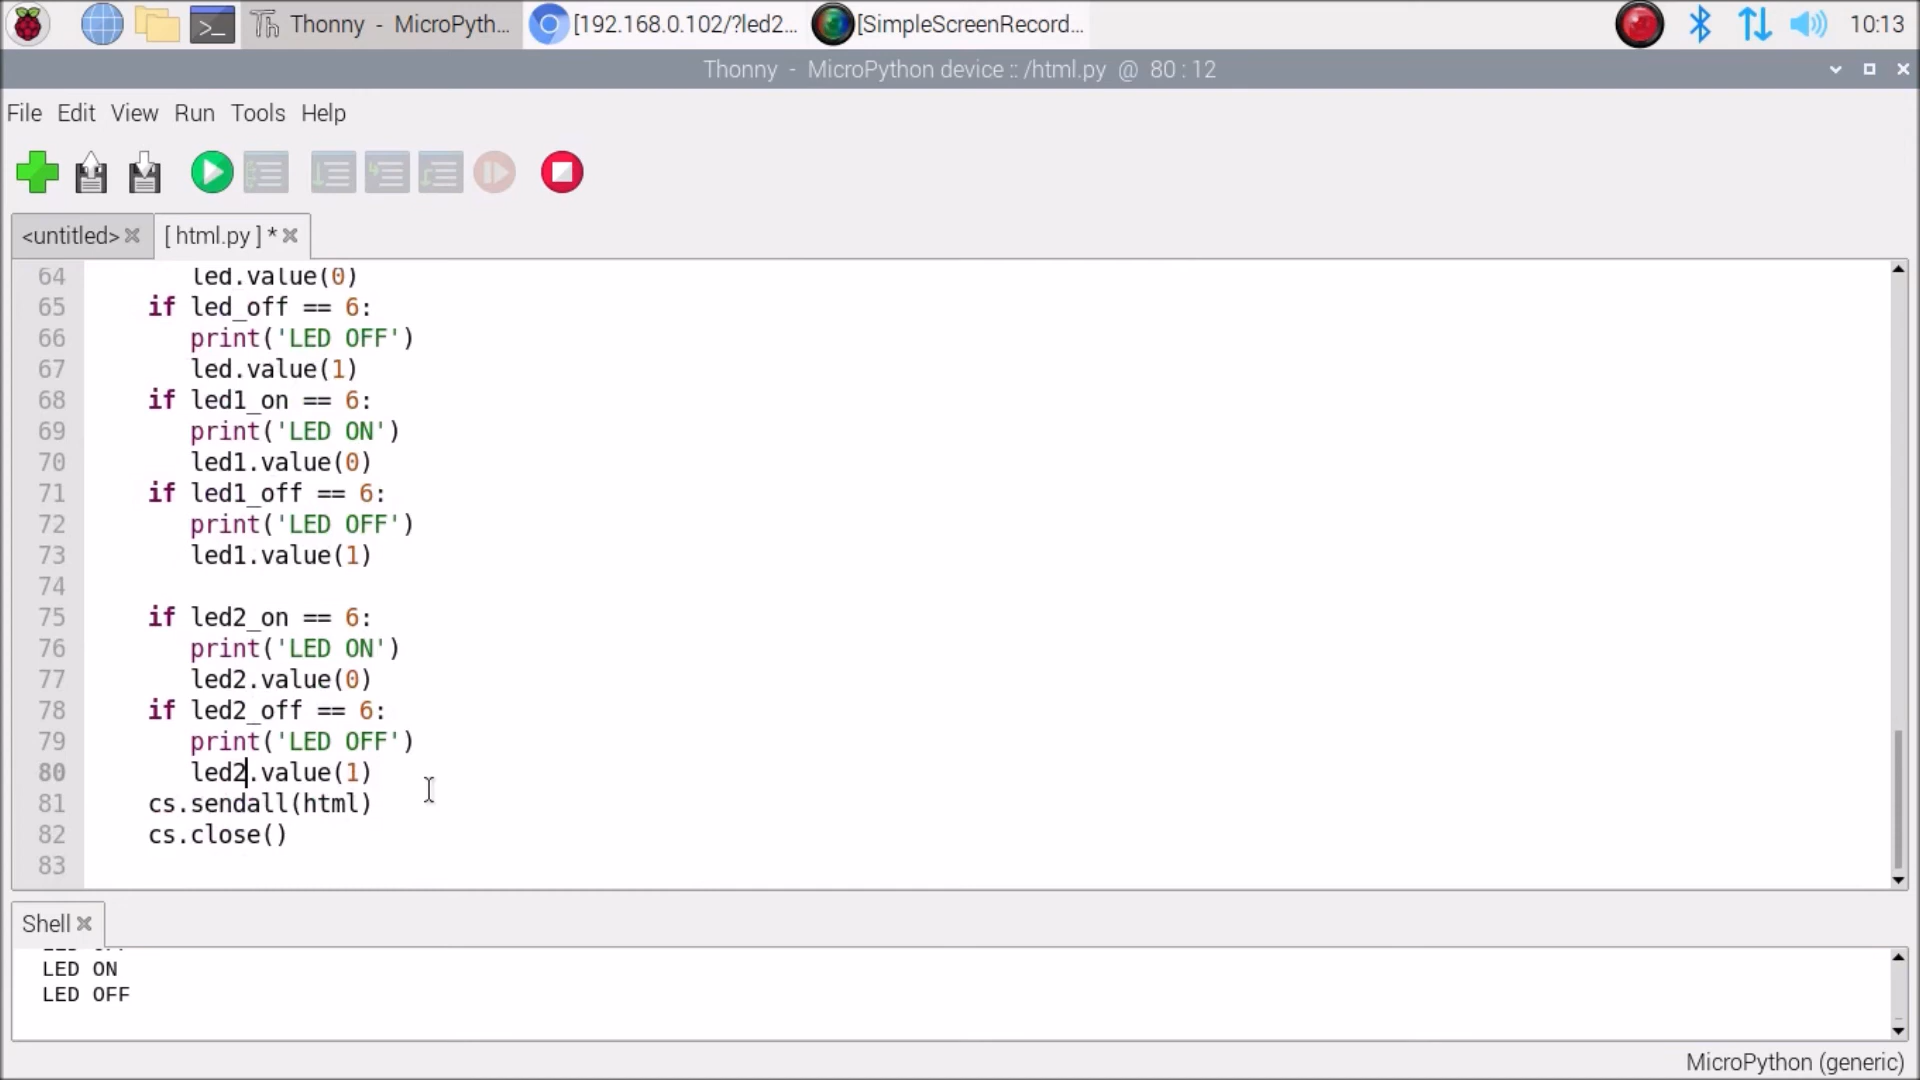 Thonny - MicroPyth...
[192.168.0.102/?led2...
[SimpleScreenRecord...
10:13
Thonny - MicroPython device :: /html.py @ 80 : 12
File Edit View Run Tools Help
<untitled>
[ html.py ] *
64 led.value(0)
65 if led_off == 6:
66 print('LED OFF')
67 led.value(1)
68 if led1_on == 6:
69 print('LED ON')
70 led1.value(0)
71 if led1_off == 6:
72 print('LED OFF')
73 led1.value(1)
74
75 if led2_on == 6:
76 print('LED ON')
77 led2.value(0)
78 if led2_off == 6:
79 print('LED OFF')
80 led2.value(1)
81 cs.sendall(html)
82 cs.close()
83
Shell
LED ON
LED OFF
MicroPython (generic)